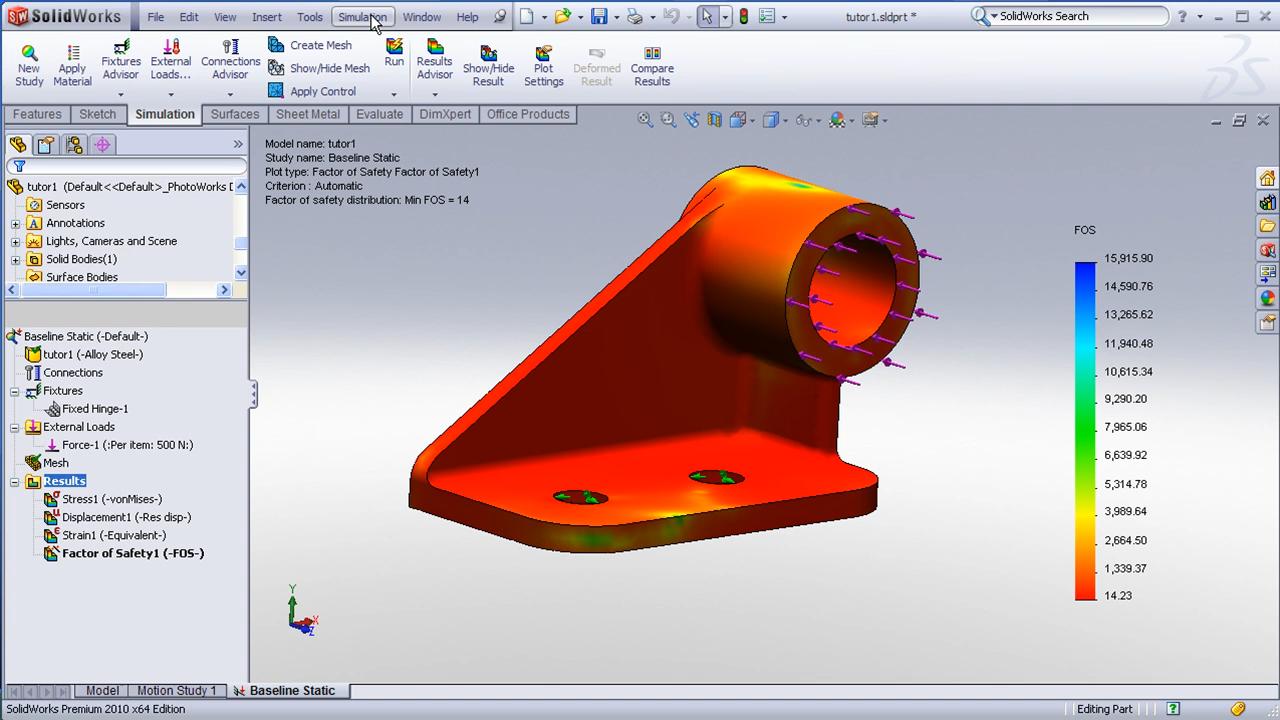 SolidWorks File Edit View Insert Tools Simulation Window Help tutor1.sldprt * SolidWorks Search
New Study
Apply Material
Fixtures Advisor
External Loads...
Connections Advisor
Create Mesh
Show/Hide Mesh
Apply Control
Run
Results Advisor
Show/Hide Result
Plot Settings
Deformed Result
Compare Results
Features Sketch Simulation Surfaces Sheet Metal Evaluate DimXpert Office Products
tutor1 (Default<<Default>_PhotoWorks D
Sensors
Annotations
Lights, Cameras and Scene
Solid Bodies(1)
Surface Bodies
Baseline Static (-Default-)
tutor1 (-Alloy Steel-)
Connections
Fixtures
Fixed Hinge-1
External Loads
Force-1 (:Per item: 500 N:)
Mesh
Results
Stress1 (-vonMises-)
Displacement1 (-Res disp-)
Strain1 (-Equivalent-)
Factor of Safety1 (-FOS-)
Model name: tutor1
Study name: Baseline Static
Plot type: Factor of Safety Factor of Safety1
Criterion : Automatic
Factor of safety distribution: Min FOS = 14
FOS
15,915.90
14,590.76
13,265.62
11,940.48
10,615.34
9,290.20
7,965.06
6,639.92
5,314.78
3,989.64
2,664.50
1,339.37
14.23
Y
X
Z
Model Motion Study 1 Baseline Static
SolidWorks Premium 2010 x64 Edition Editing Part